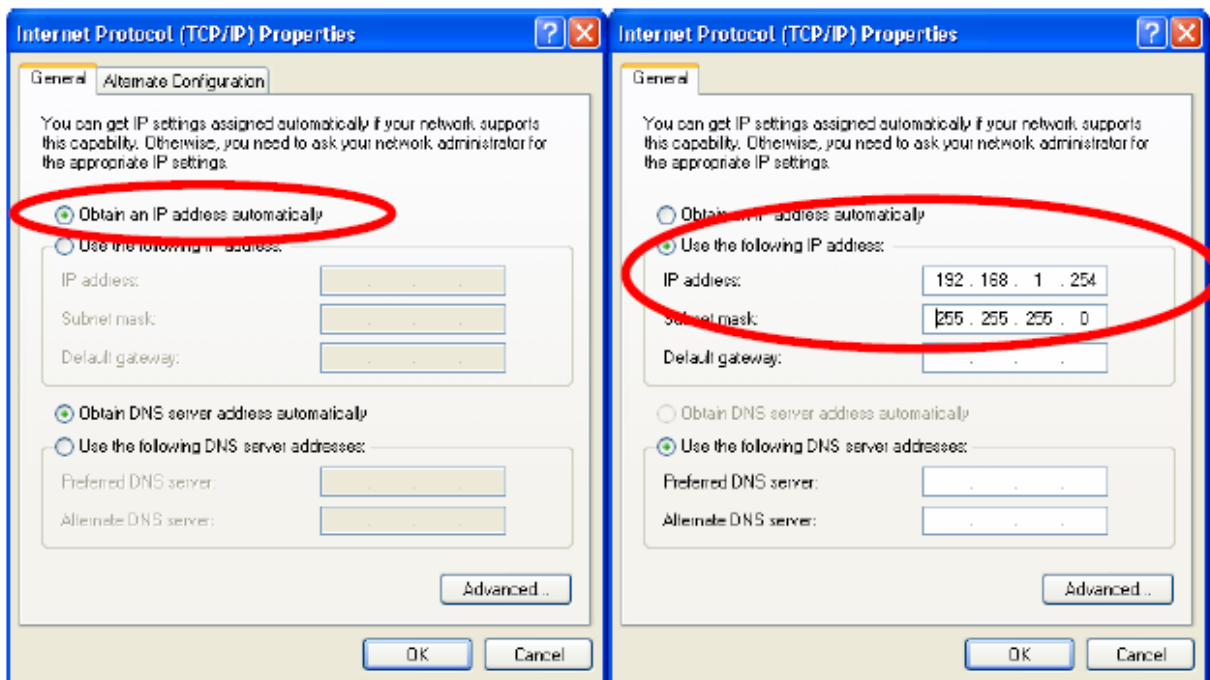 Internet Protocol (TCP/IP) Properties
General
Alternate Configuration
You can get IP settings assigned automatically if your network supports
this capability. Otherwise, you need to ask your network administrator for
the appropriate IP settings.
Obtain an IP address automatically
Use the following IP address:
IP address:
Subnet mask:
Default gateway:
Obtain DNS server address automatically
Use the following DNS server addresses:
Preferred DNS server:
Alternate DNS server:
Advanced...
OK
Cancel
Internet Protocol (TCP/IP) Properties
General
You can get IP settings assigned automatically if your network supports
this capability. Otherwise, you need to ask your network administrator for
the appropriate IP settings.
Obtain an IP address automatically
Use the following IP address:
IP address: 192 . 168 . 1 . 254
Subnet mask: 255 . 255 . 255 . 0
Default gateway:
Obtain DNS server address automatically
Use the following DNS server addresses:
Preferred DNS server:
Alternate DNS server:
Advanced...
OK
Cancel